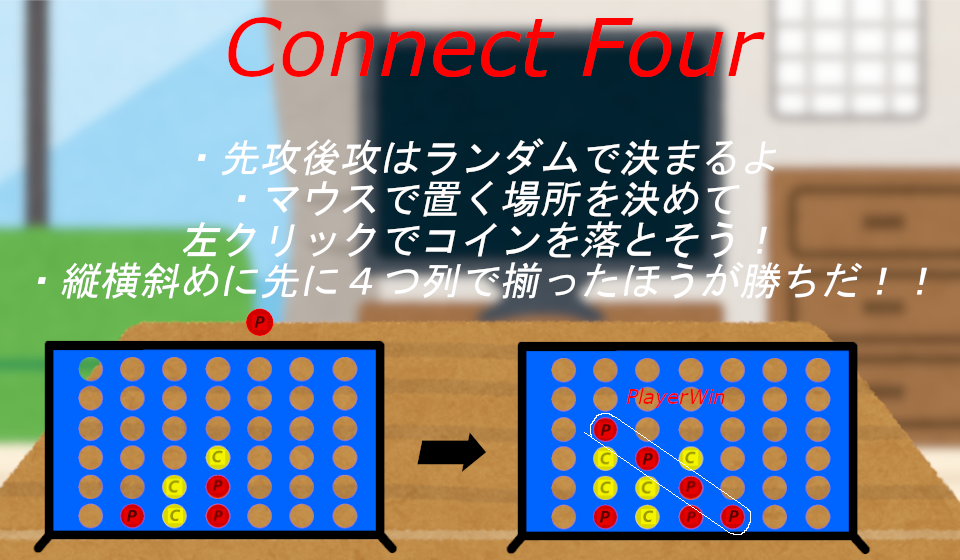 Connect Four
・先攻後攻はランダムで決まるよ
・マウスで置く場所を決めて
左クリックでコインを落とそう！
・縦横斜めに先に４つ列で揃ったほうが勝ちだ！！
P
PlayerWin
P
C
C P C
C P
C C P
P C P
P C P P